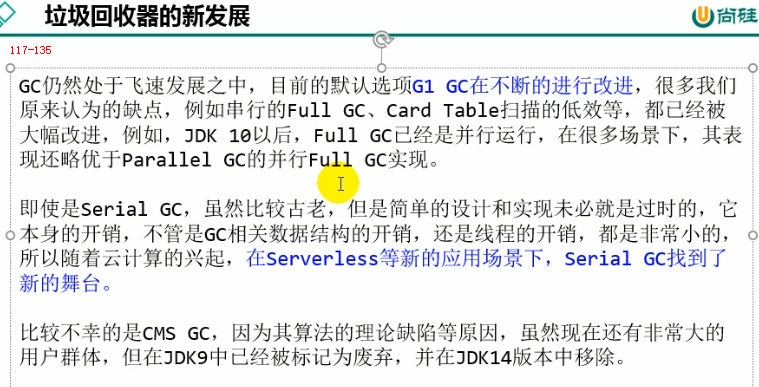 垃圾回收器的新发展
尚硅
117-135
GC仍然处于飞速发展之中，目前的默认选项G1 GC在不断的进行改进，很多我们
原来认为的缺点，例如串行的Full GC、Card Table扫描的低效等，都已经被
大幅改进，例如，JDK 10以后，Full GC已经是并行运行，在很多场景下，其表
现还略优于Parallel GC的并行Full GC实现。
即使是Serial GC，虽然比较古老，但是简单的设计和实现未必就是过时的，它
本身的开销，不管是GC相关数据结构的开销，还是线程的开销，都是非常小的，
所以随着云计算的兴起，在Serverless等新的应用场景下，Serial GC找到了
新的舞台。
比较不幸的是CMS GC，因为其算法的理论缺陷等原因，虽然现在还有非常大的
用户群体，但在JDK9中已经被标记为废弃，并在JDK14版本中移除。